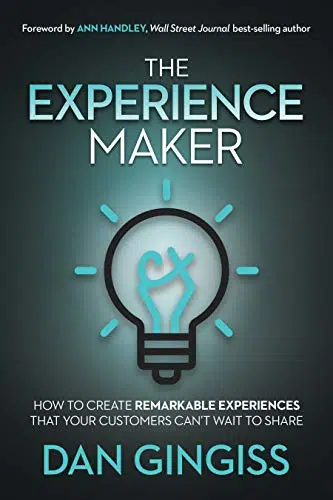 Foreword by ANN HANDLEY, Wall Street Journal best-selling author
THE
EXPERIENCE
MAKER
cx
HOW TO CREATE REMARKABLE EXPERIENCES
THAT YOUR CUSTOMERS CAN'T WAIT TO SHARE
DAN GINGISS